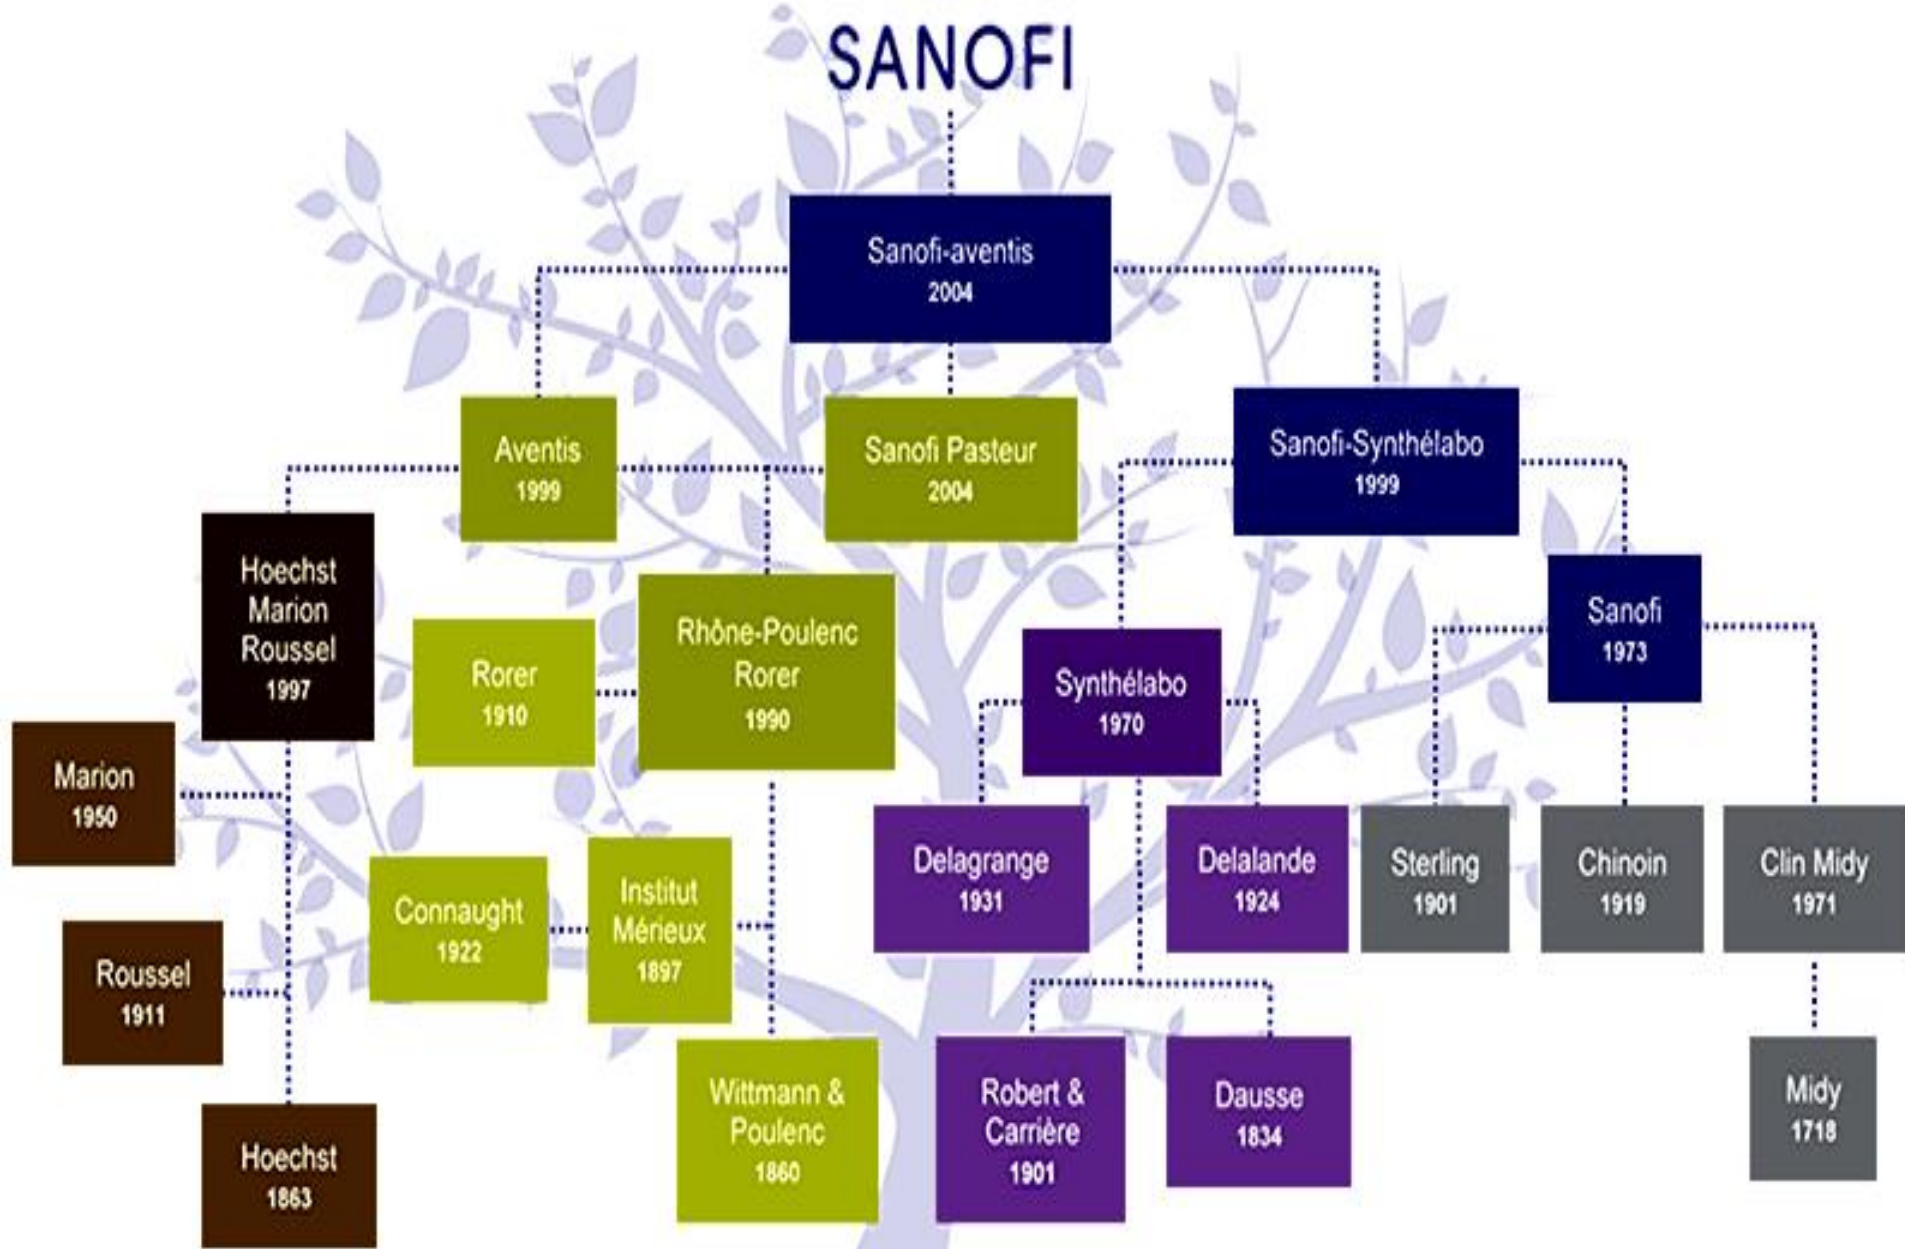 SANOFI
Sanofi-aventis
2004
Aventis
1999
Sanofi Pasteur
2004
Sanofi-Synthélabo
1999
Hoechst
Marion
Roussel
1997
Rorer
1910
Rhône-Poulenc
Rorer
1990
Synthélabo
1970
Sanofi
1973
Marion
1950
Connaught
1922
Institut
Mérieux
1897
Delagrange
1931
Delalande
1924
Sterling
1901
Chinoin
1919
Clin Midy
1971
Roussel
1911
Hoechst
1863
Wittmann &
Poulenc
1860
Robert &
Carrière
1901
Dausse
1834
Midy
1718